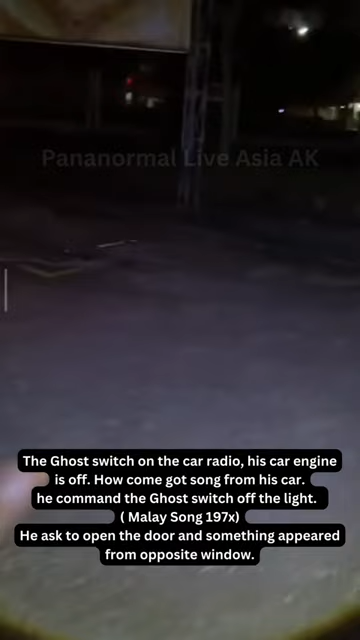 Pananormal Live Asia AK
The Ghost switch on the car radio, his car engine
is off. How come got song from his car.
he command the Ghost switch off the light.
( Malay Song 197x)
He ask to open the door and something appeared
from opposite window.